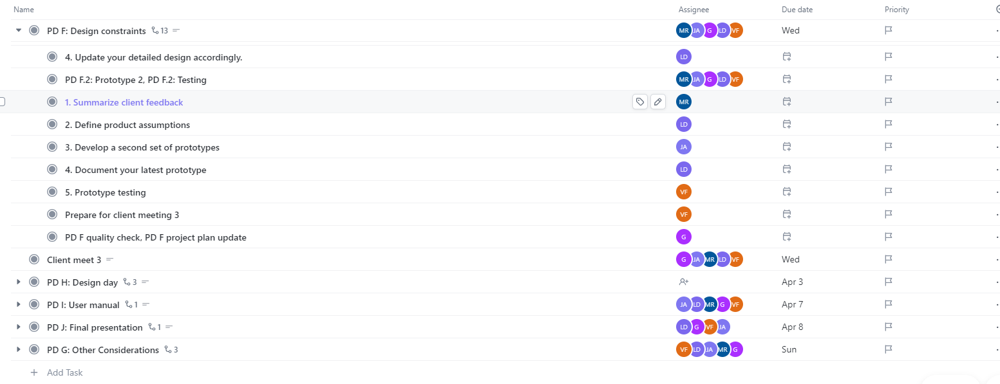 Name Assignee Due date Priority
PD F: Design constraints 13 MR JA G LD VF Wed
4. Update your detailed design accordingly. LD
PD F.2: Prototype 2, PD F.2: Testing MR JA G LD VF
1. Summarize client feedback MR
2. Define product assumptions LD
3. Develop a second set of prototypes JA
4. Document your latest prototype LD
5. Prototype testing VF
Prepare for client meeting 3 VF
PD F quality check, PD F project plan update G
Client meet 3 G JA MR LD VF Wed
PD H: Design day 3 Apr 3
PD I: User manual 1 JA LD MR G VF Apr 7
PD J: Final presentation 1 LD G VF JA Apr 8
PD G: Other Considerations 3 VF LD JA MR G Sun
Add Task